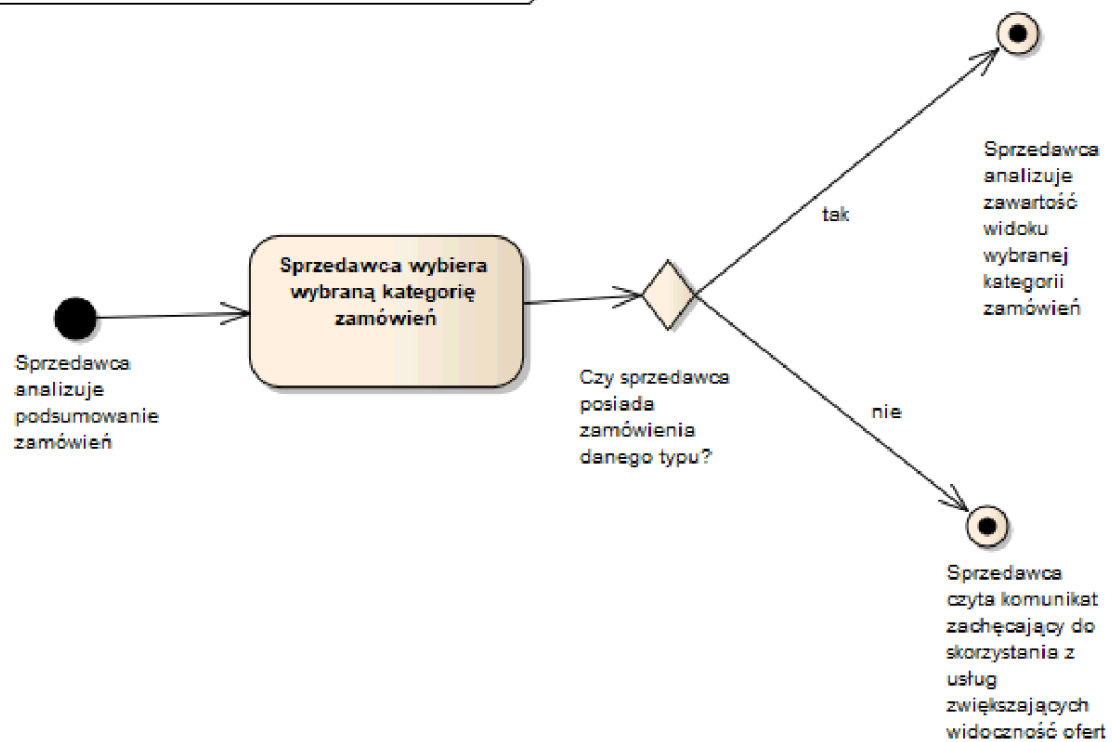 Sprzedawca
analizuje
podsumowanie
zamówień
Sprzedawca wybiera
wybraną kategorię
zamówień
Czy sprzedawca
posiada
zamówienia
danego typu?
tak
nie
Sprzedawca
analizuje
zawartość
widoku
wybranej
kategorii
zamówień
Sprzedawca
czyta komunikat
zachęcający do
skorzystania z
usług
zwiększających
widoczność ofert